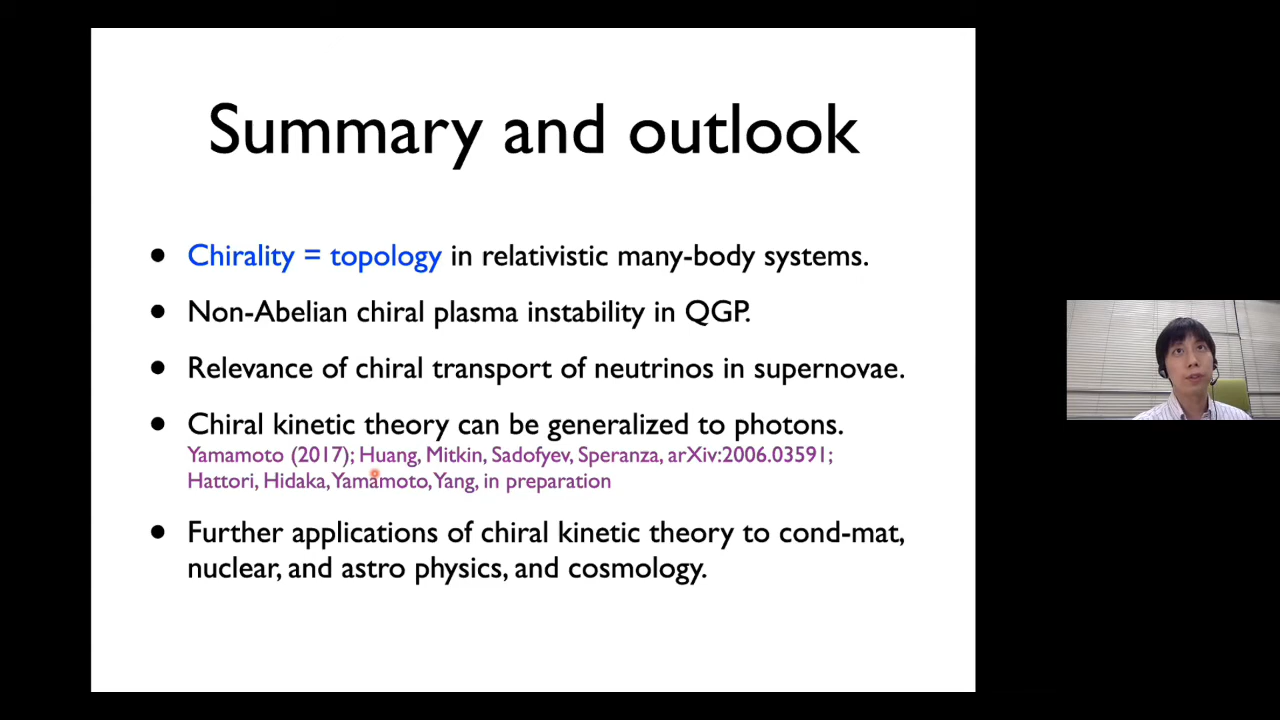 Summary and outlook
• Chirality = topology in relativistic many-body systems.
• Non-Abelian chiral plasma instability in QGP.
• Relevance of chiral transport of neutrinos in supernovae.
• Chiral kinetic theory can be generalized to photons.
Yamamoto (2017); Huang, Mitkin, Sadofyev, Speranza, arXiv:2006.03591;
Hattori, Hidaka, Yamamoto, Yang, in preparation
• Further applications of chiral kinetic theory to cond-mat,
nuclear, and astro physics, and cosmology.